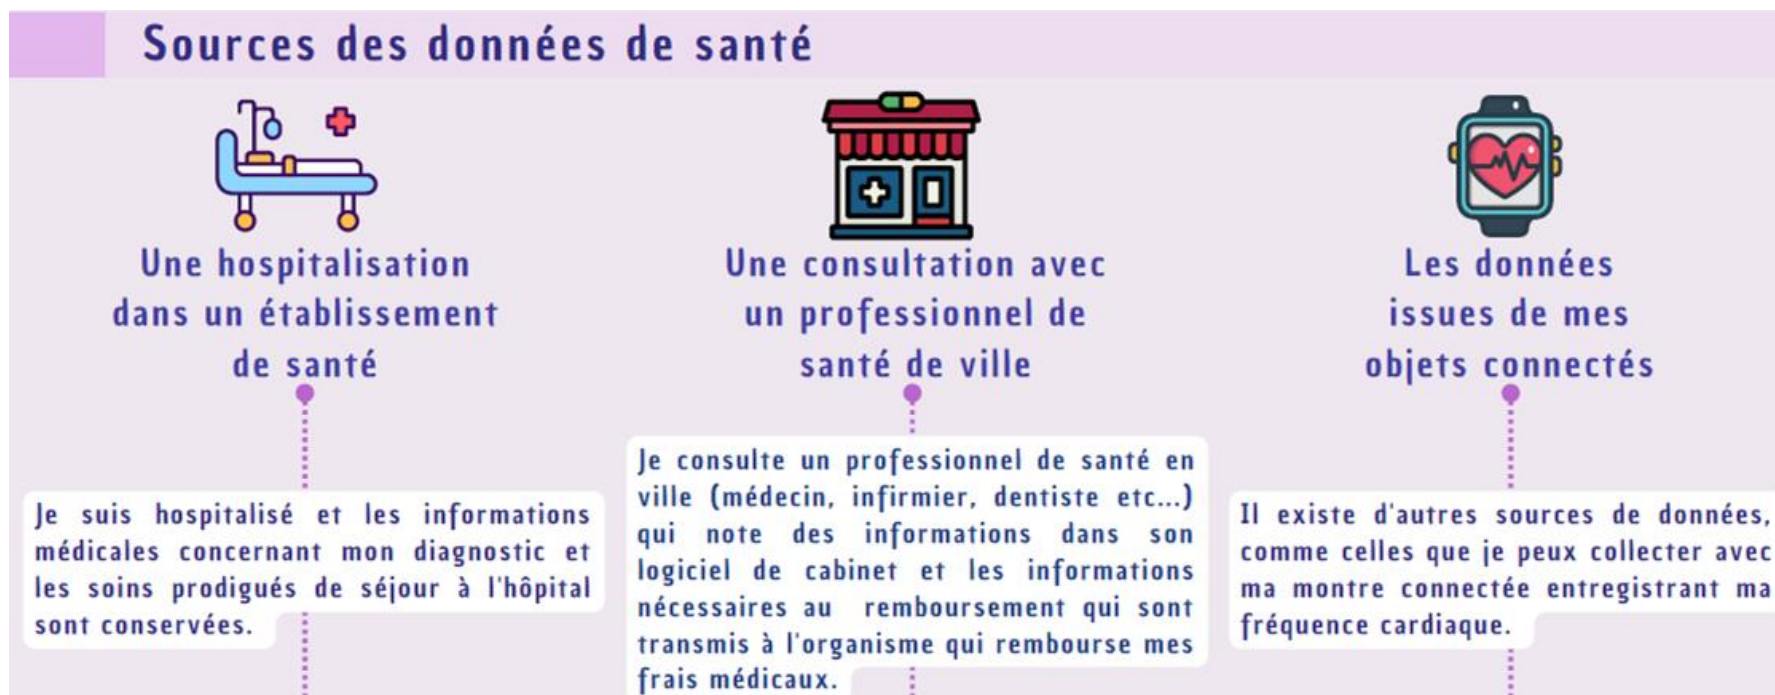 Sources des données de santé
Une hospitalisation
dans un établissement
de santé
Je suis hospitalisé et les informations
médicales concernant mon diagnostic et
les soins prodigués de séjour à l'hôpital
sont conservées.
Une consultation avec
un professionnel de
santé de ville
Je consulte un professionnel de santé en
ville (médecin, infirmier, dentiste etc...)
qui note des informations dans son
logiciel de cabinet et les informations
nécessaires au remboursement qui sont
transmis à l'organisme qui rembourse mes
frais médicaux.
Les données
issues de mes
objets connectés
Il existe d'autres sources de données,
comme celles que je peux collecter avec
ma montre connectée entregistrant ma
fréquence cardiaque.